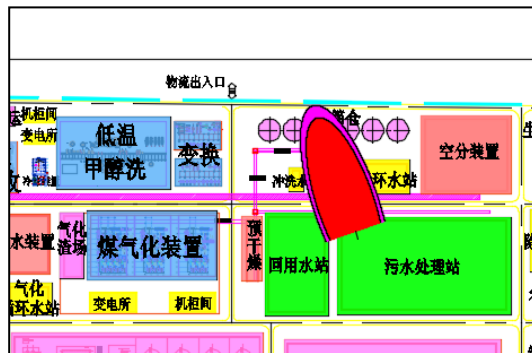 物流出入口
机柜间
变电所
低温
甲醇洗
变换
空分装置
冲洗
环水站
水装置
气化
渣场
煤气化装置
预干燥
回用水站
污水处理站
气化
循环水站
变电所
机柜间